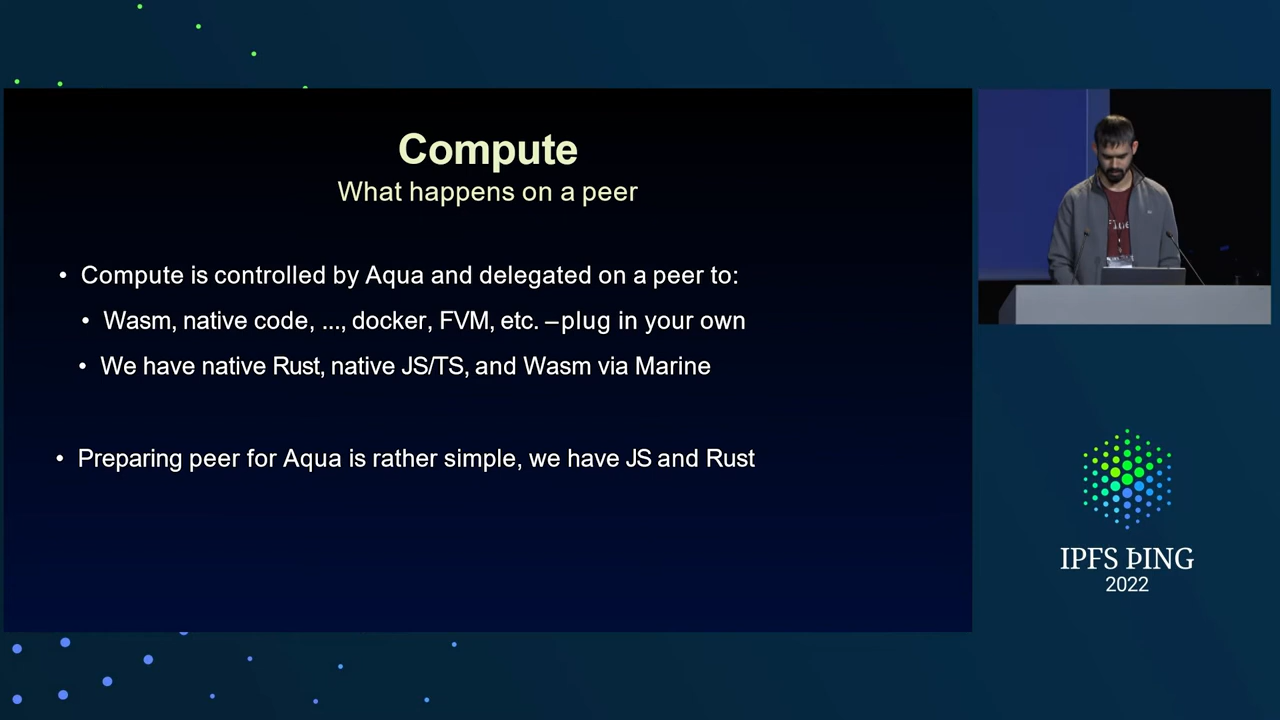 Compute
What happens on a peer
• Compute is controlled by Aqua and delegated on a peer to:
• Wasm, native code, ..., docker, FVM, etc. – plug in your own
• We have native Rust, native JS/TS, and Wasm via Marine
• Preparing peer for Aqua is rather simple, we have JS and Rust
IPFS ÞING
2022